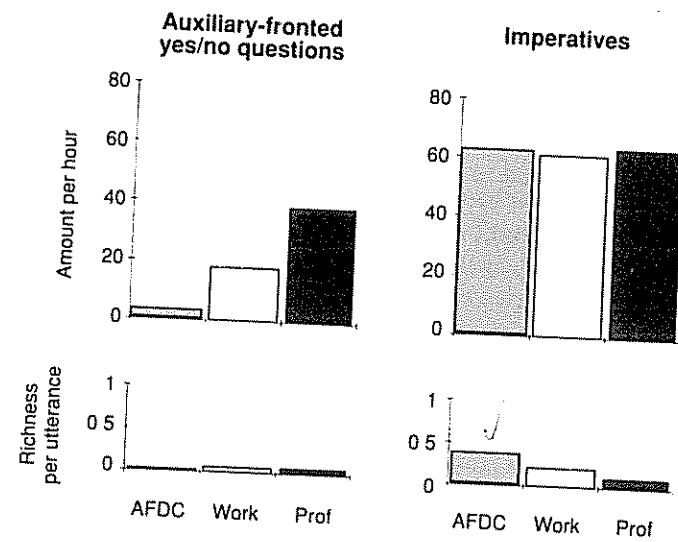 Auxiliary-fronted
yes/no questions
Imperatives
Amount per hour
80
60
40
20
0
80
60
40
20
0
Richness
per utterance
1
0 5
0
1
0 5
0
AFDC Work Prof
AFDC Work Prof